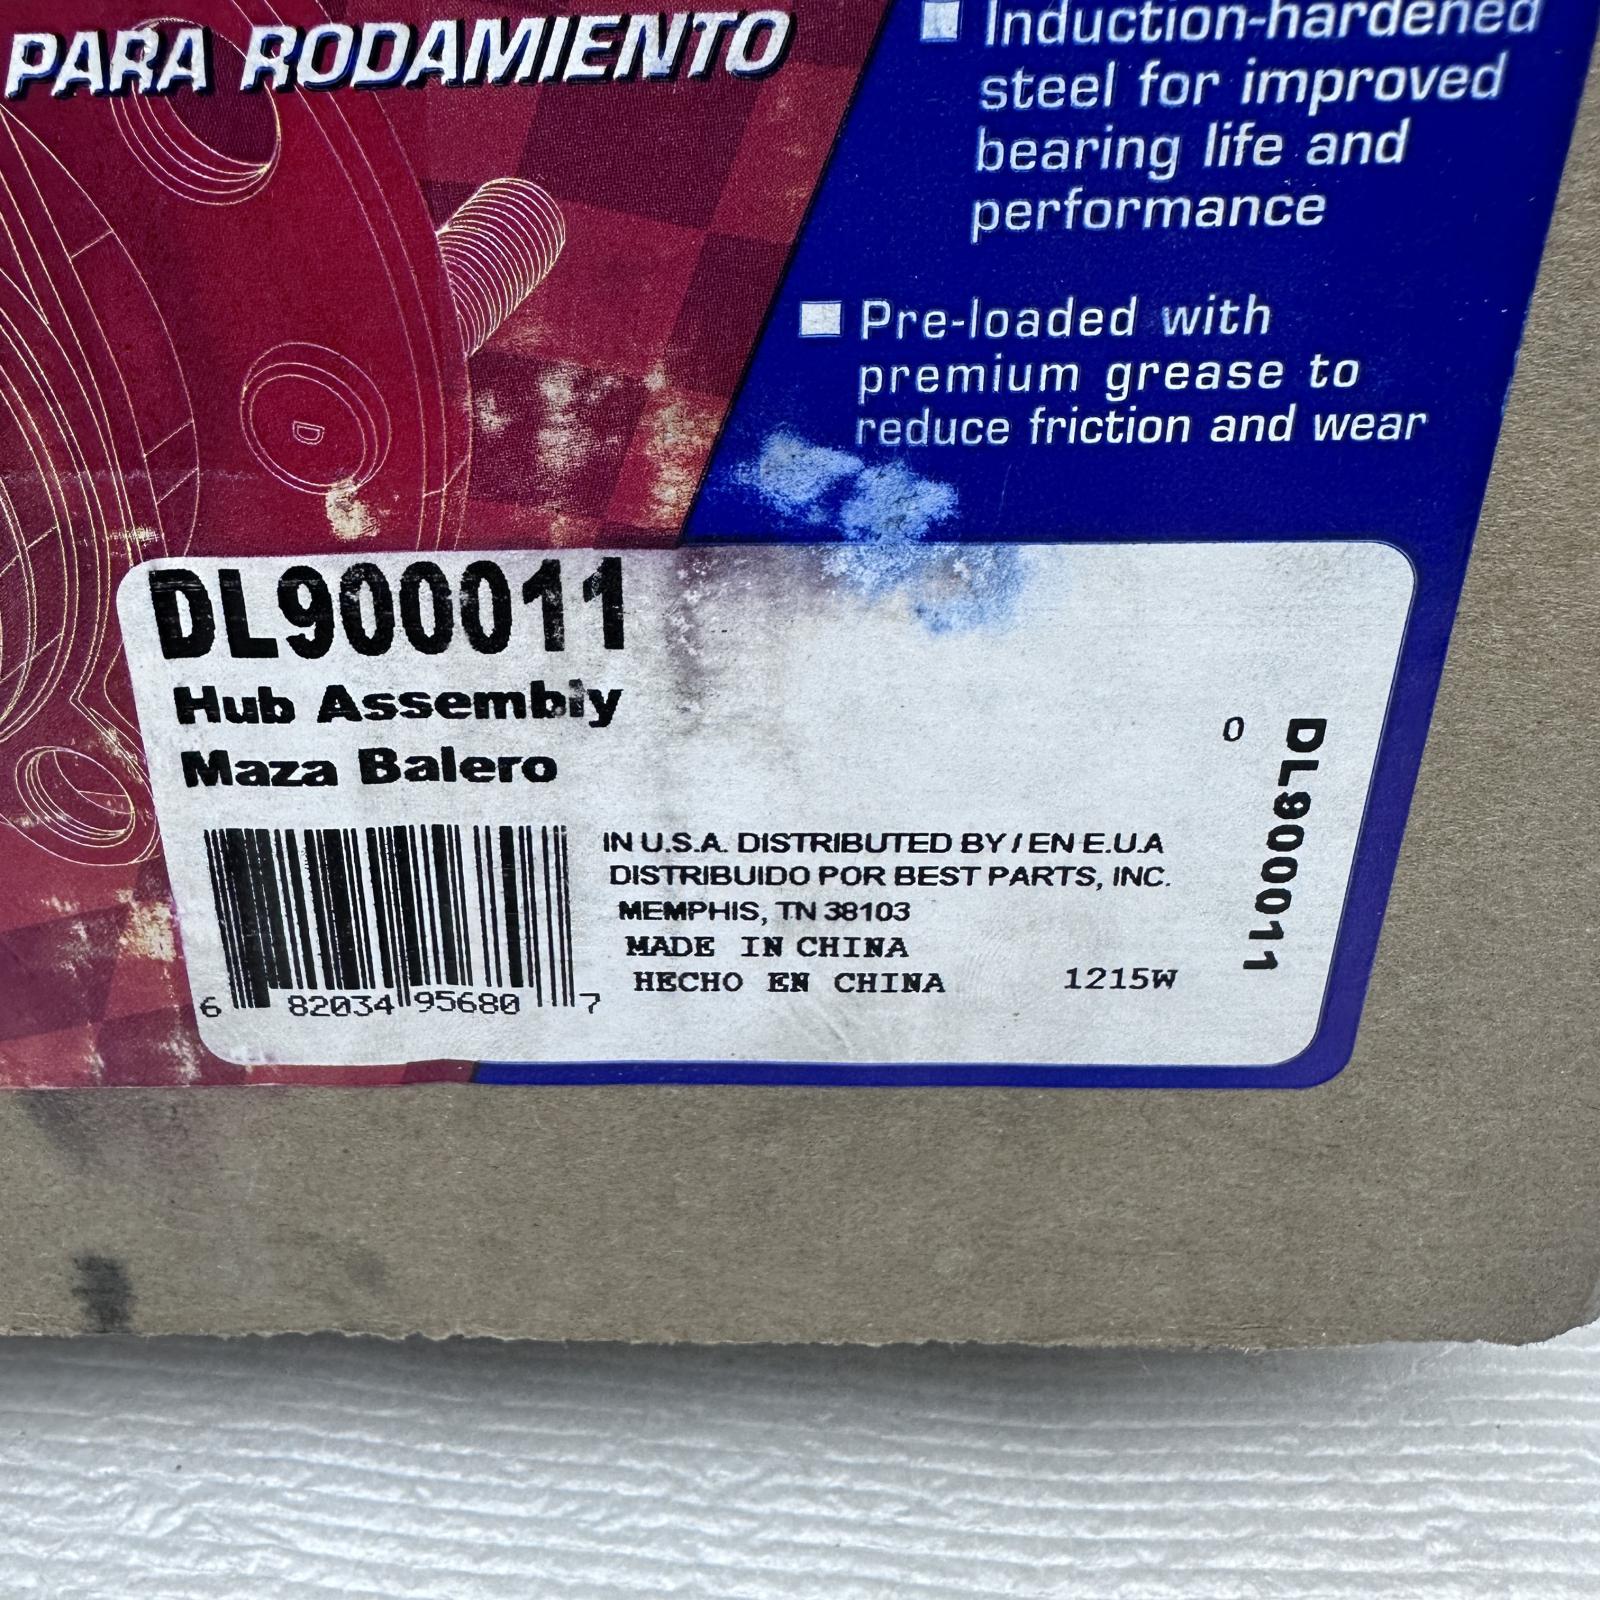 PARA RODAMIENTO
Induction-hardened
steel for improved
bearing life and
performance
Pre-loaded with
premium grease to
reduce friction and wear
DL900011
Hub Assembly
Maza Balero
0
DL900011
IN U.S.A. DISTRIBUTED BY / EN E.U.A
DISTRIBUIDO POR BEST PARTS, INC.
MEMPHIS, TN 38103
MADE IN CHINA
HECHO EN CHINA 1215W
6 82034 95680 7